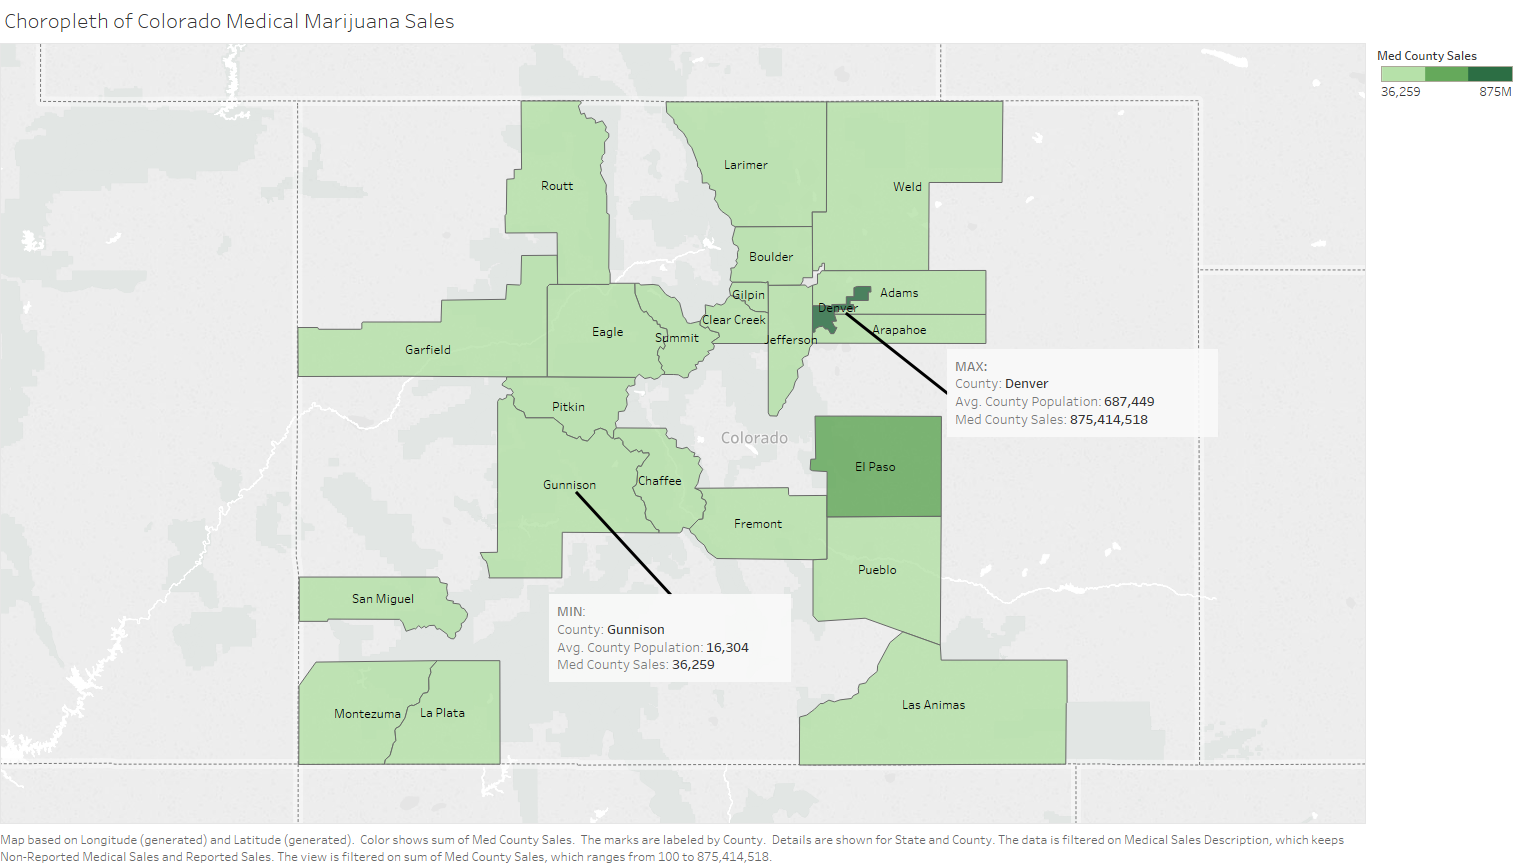 Choropleth of Colorado Medical Marijuana Sales
Med County Sales
36,259 875M
Larimer
Routt
Weld
Boulder
Gilpin
Adams
Denver
Clear Creek
Arapahoe
Eagle
Summit
Jefferson
Garfield
MAX:
County: Denver
Avg. County Population: 687,449
Med County Sales: 875,414,518
Pitkin
Colorado
El Paso
Gunnison
Chaffee
Fremont
Pueblo
San Miguel
MIN:
County: Gunnison
Avg. County Population: 16,304
Med County Sales: 36,259
Las Animas
Montezuma
La Plata
Map based on Longitude (generated) and Latitude (generated).  Color shows sum of Med County Sales.  The marks are labeled by County.  Details are shown for State and County. The data is filtered on Medical Sales Description, which keeps
Non-Reported Medical Sales and Reported Sales. The view is filtered on sum of Med County Sales, which ranges from 100 to 875,414,518.